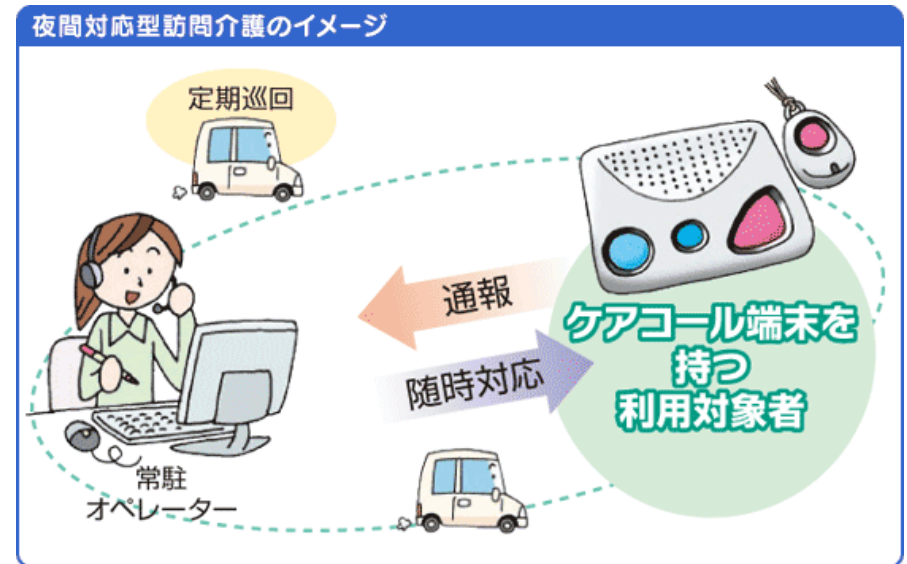 夜間対応型訪問介護のイメージ
定期巡回
通報
ケアコール端末を
持つ
利用対象者
随時対応
常駐
オペレーター